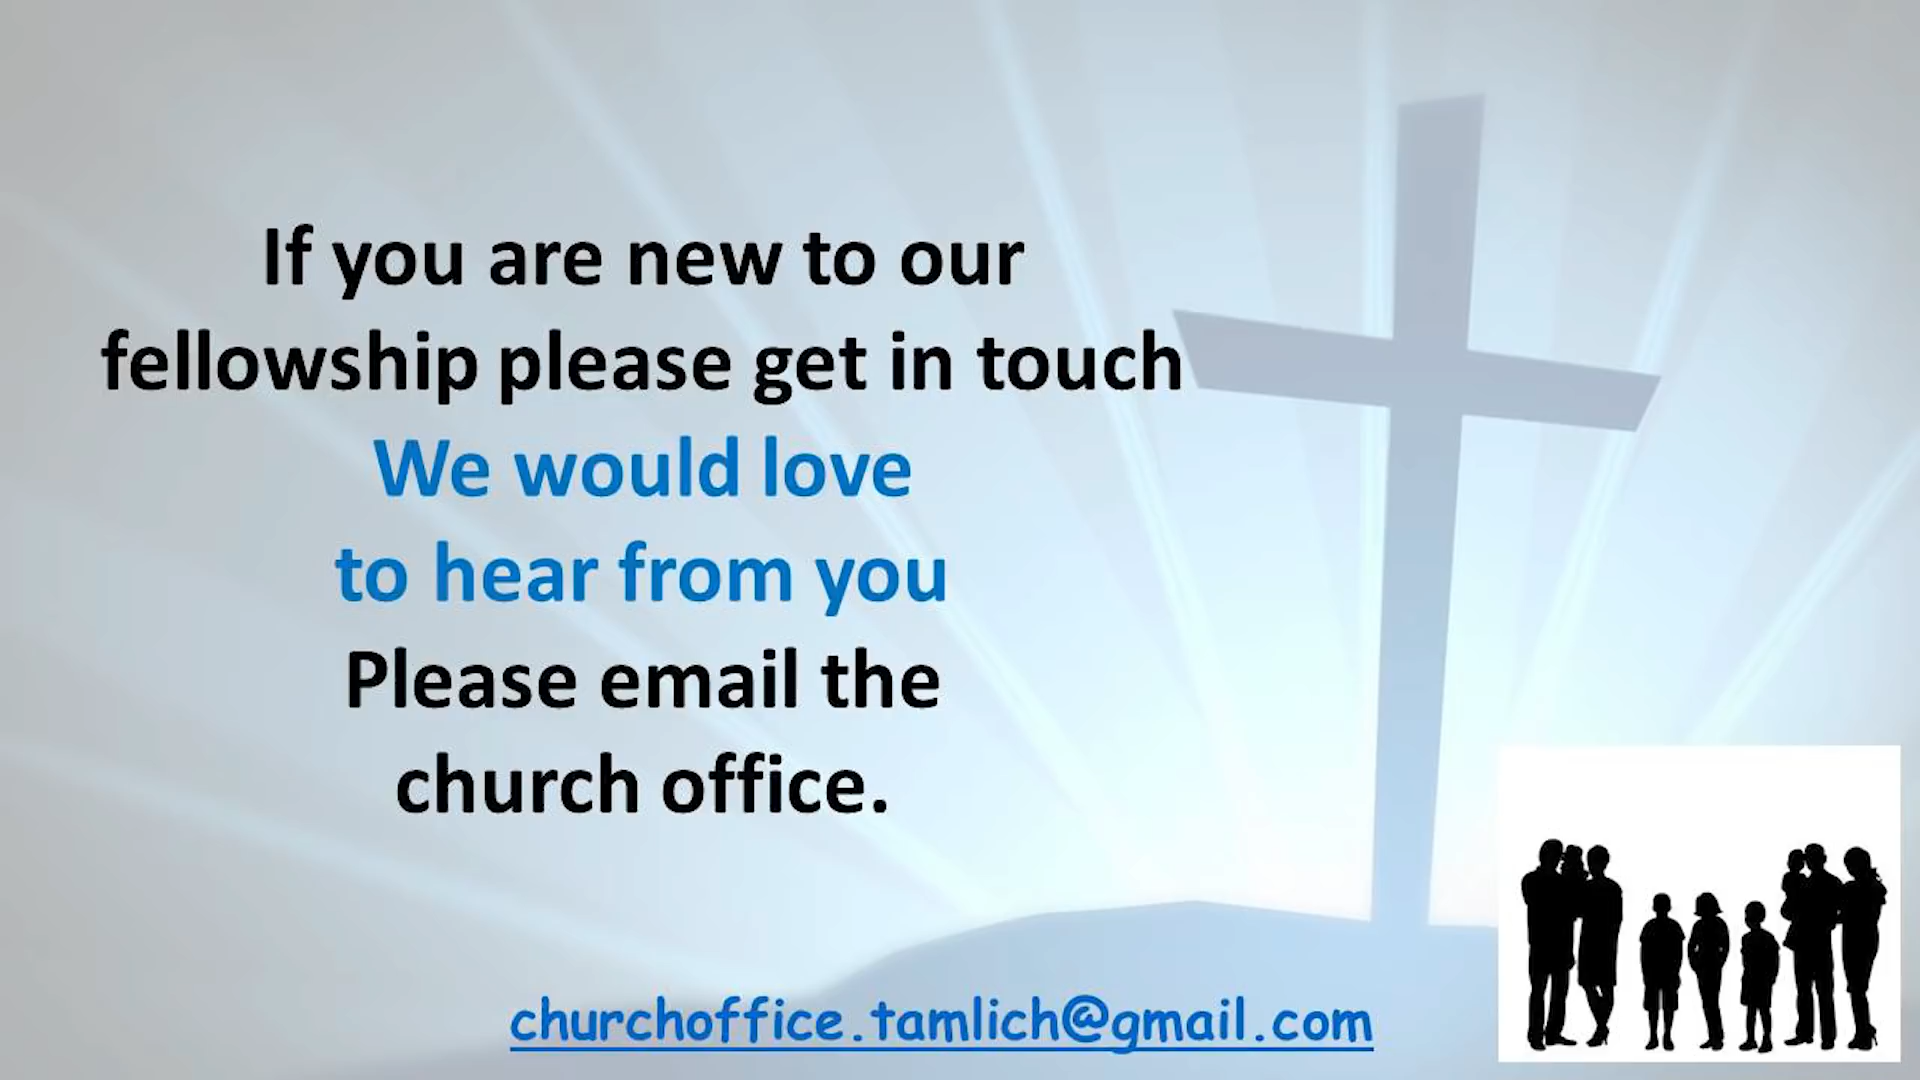 If you are new to our
fellowship please get in touch
We would love
to hear from you
Please email the
church office.
churchoffice.tamlich@gmail.com